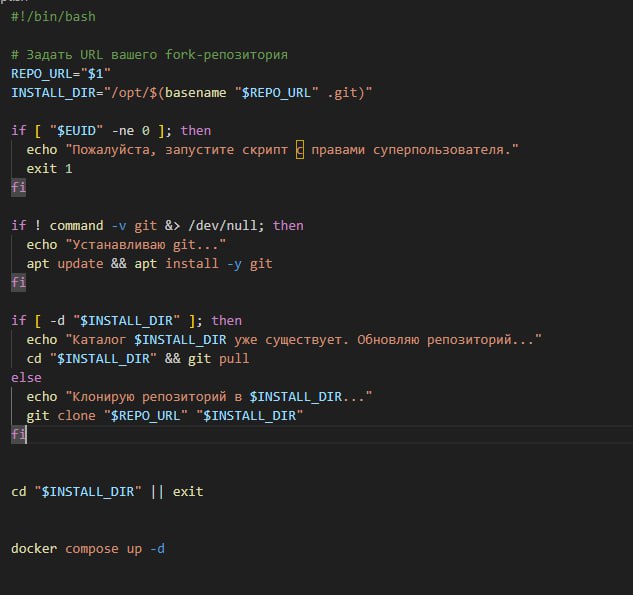 #!/bin/bash
# Задать URL вашего fork-репозитория
REPO_URL="$1"
INSTALL_DIR="/opt/$(basename "$REPO_URL" .git)"
if [ "$EUID" -ne 0 ]; then
  echo "Пожалуйста, запустите скрипт с правами суперпользователя."
  exit 1
fi
if ! command -v git &> /dev/null; then
  echo "Устанавливаю git..."
  apt update && apt install -y git
fi
if [ -d "$INSTALL_DIR" ]; then
  echo "Каталог $INSTALL_DIR уже существует. Обновляю репозиторий..."
  cd "$INSTALL_DIR" && git pull
else
  echo "Клонирую репозиторий в $INSTALL_DIR..."
  git clone "$REPO_URL" "$INSTALL_DIR"
fi
cd "$INSTALL_DIR" || exit
docker compose up -d